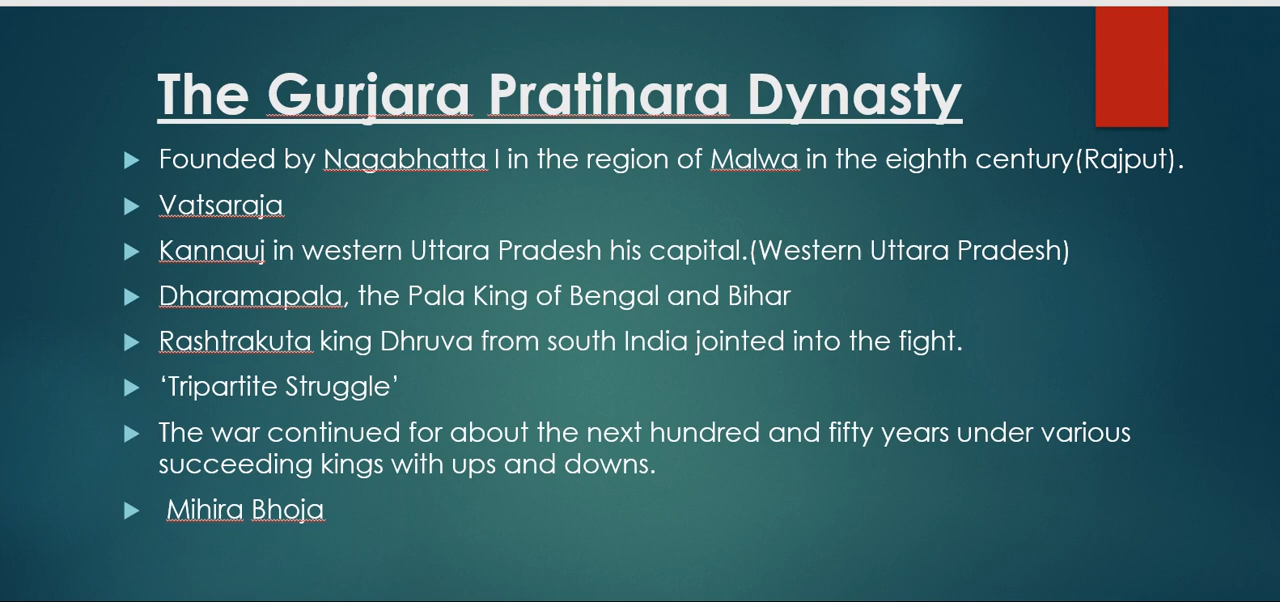 The Gurjara Pratihara Dynasty
Founded by Nagabhatta I in the region of Malwa in the eighth century(Rajput).
Vatsaraja
Kannauj in western Uttara Pradesh his capital.(Western Uttara Pradesh)
Dharamapala, the Pala King of Bengal and Bihar
Rashtrakuta king Dhruva from south India jointed into the fight.
‘Tripartite Struggle’
The war continued for about the next hundred and fifty years under various
succeeding kings with ups and downs.
Mihira Bhoja